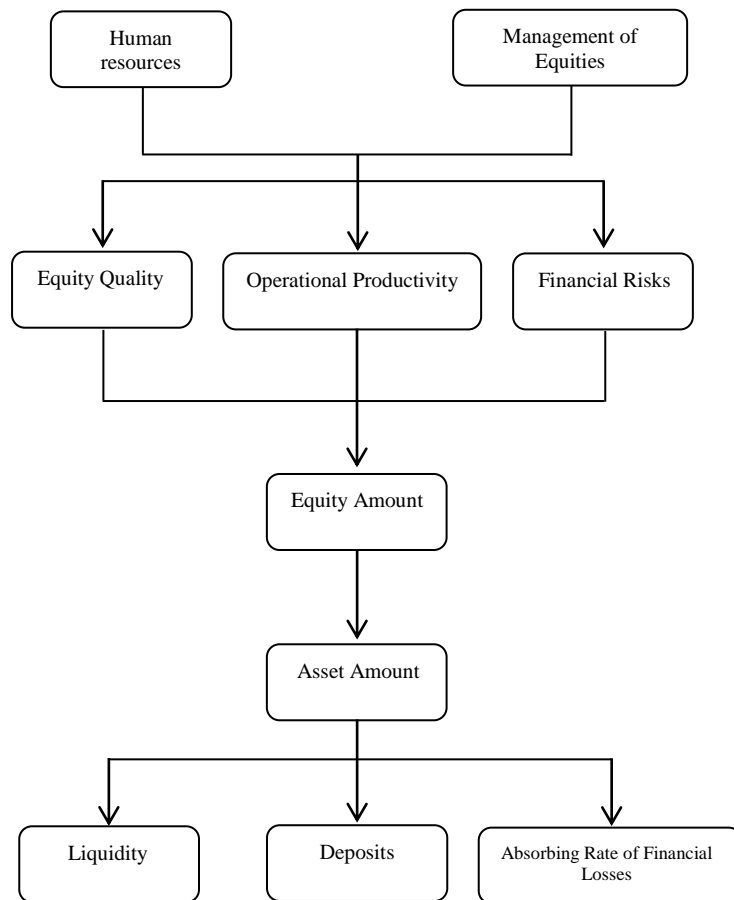 Human
resources
Management of
Equities
Equity Quality
Operational Productivity
Financial Risks
Equity Amount
Asset Amount
Liquidity
Deposits
Absorbing Rate of Financial
Losses